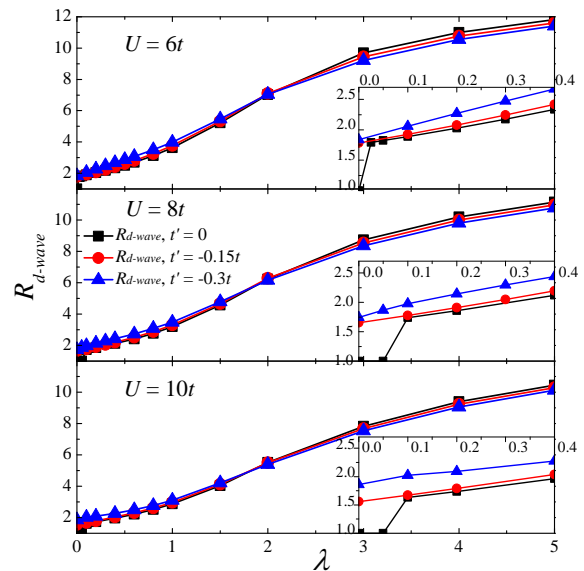 12
U = 6t
10
8
6
4
2
0.0 0.1 0.2 0.3 0.4
2.5
2.0
1.5
1.0
U = 8t
10
8
6
4
2
R_d-wave, t' = 0
R_d-wave, t' = -0.15t
R_d-wave, t' = -0.3t
R_d-wave
0.0 0.1 0.2 0.3 0.4
2.5
2.0
1.5
1.0
U = 10t
10
8
6
4
2
0.0 0.1 0.2 0.3 0.4
2.5
2.0
1.5
1.0
0 1 2 3 4 5
λ